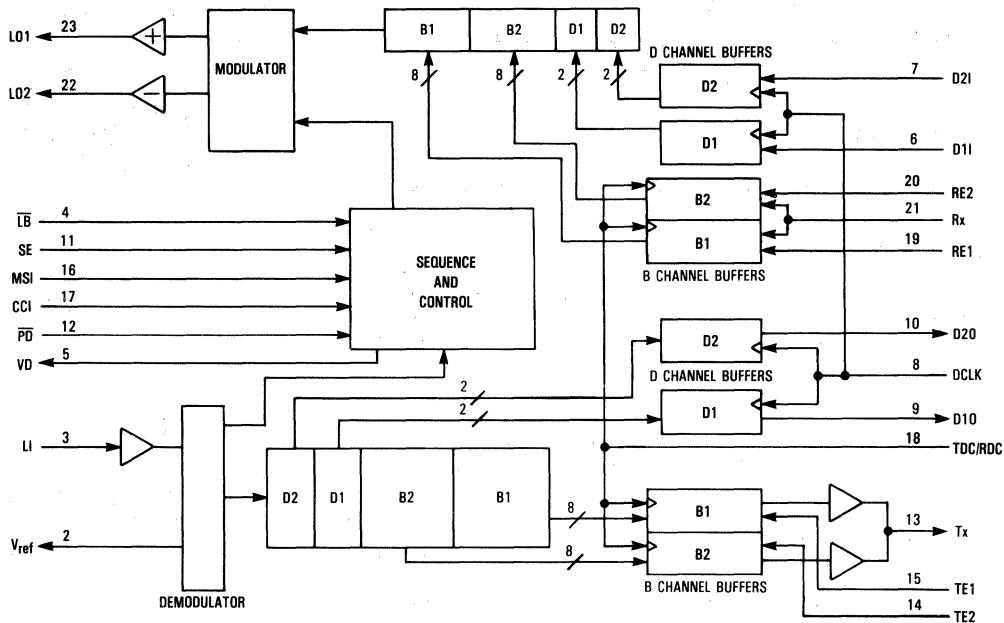 LO1 23
+
MODULATOR
B1 B2 D1 D2
8 8 2 2
D CHANNEL BUFFERS
D2
7 D2I
LO2 22
−
D1
6 D1I
20 RE2
B2
21 Rx
B1
19 RE1
B CHANNEL BUFFERS
LB 4
SE 11
MSI 16
CCI 17
PD 12
VD 5
SEQUENCE
AND
CONTROL
D2
10 D2O
D CHANNEL BUFFERS
8 DCLK
D1
9 D1O
2
2
18 TDC/RDC
LI 3
Vref 2
DEMODULATOR
D2 D1 B2 B1
8
8
B1
B2
B CHANNEL BUFFERS
13 Tx
15 TE1
14 TE2